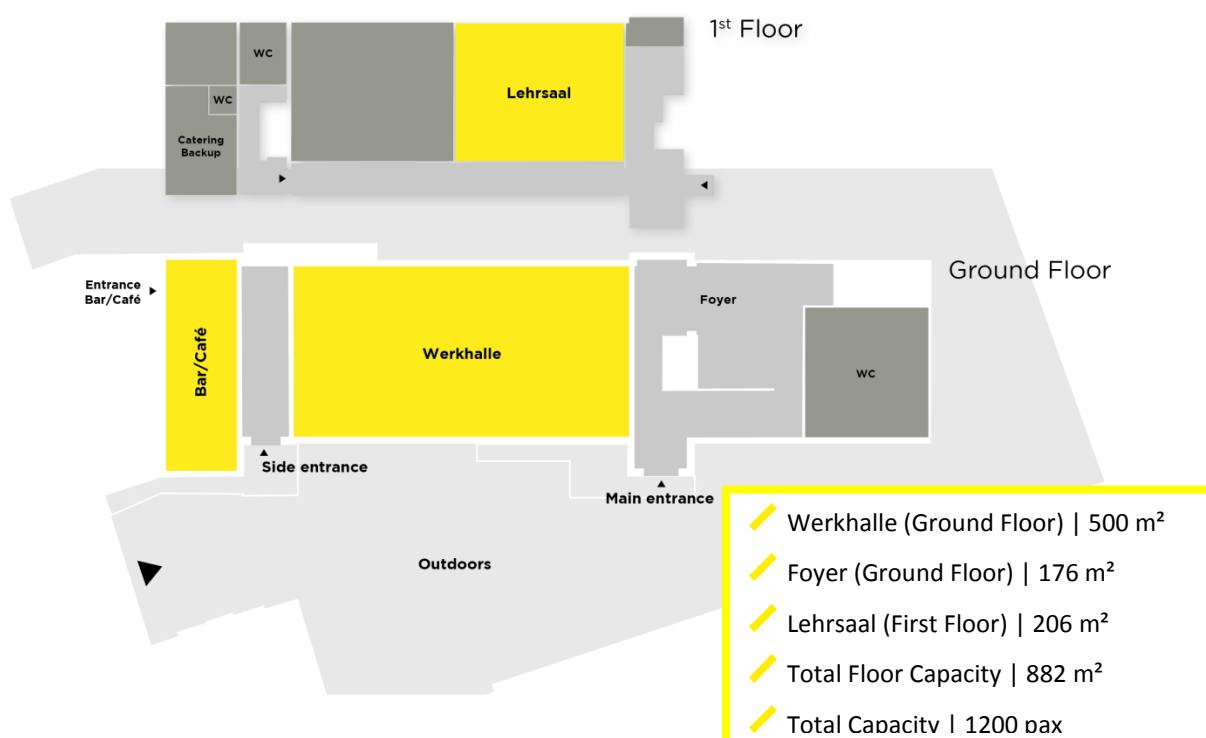 1st Floor
WC
Lehrsaal
WC
Catering
Backup
Ground Floor
Entrance
Bar/Café
Foyer
Bar/Café
Werkhalle
WC
Side entrance
Main entrance
Outdoors
Werkhalle (Ground Floor) | 500 m²
Foyer (Ground Floor) | 176 m²
Lehrsaal (First Floor) | 206 m²
Total Floor Capacity | 882 m²
Total Capacity | 1200 pax